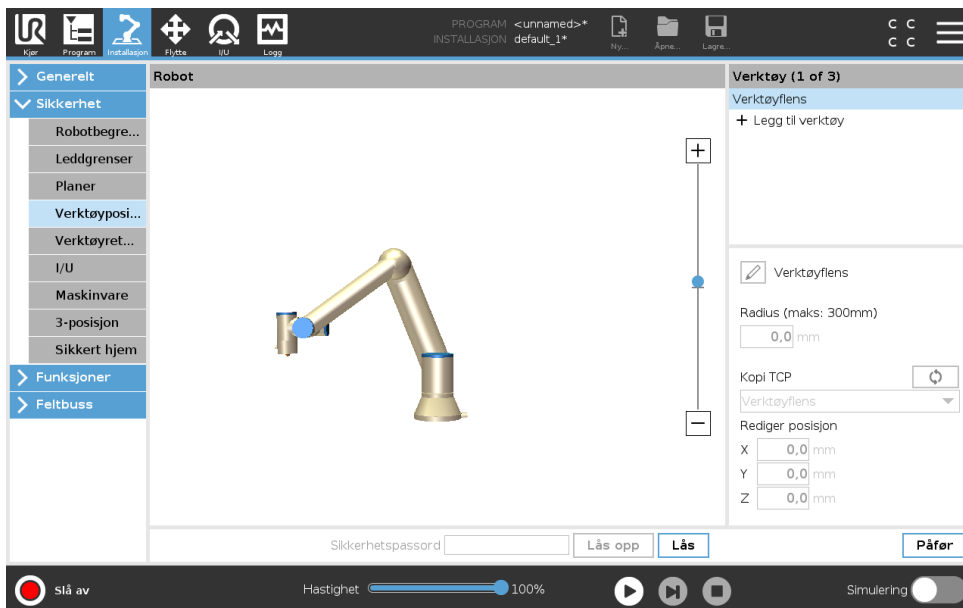 PROGRAM <unnamed>*
INSTALLASJON default_1*
UR
Kjør Program Installasjon Flytte I/U Logg
Ny... Åpne... Lagre...
C C
C C
Generelt
Sikkerhet
Robotbegre...
Leddgrenser
Planer
Verktøyposi...
Verktøyret...
I/U
Maskinvare
3-posisjon
Sikkert hjem
Funksjoner
Feltbuss
Robot
+
−
Verktøy (1 of 3)
Verktøyflens
+ Legg til verktøy
Verktøyflens
Radius (maks: 300mm)
0,0 mm
Kopi TCP
Verktøyflens
Rediger posisjon
X 0,0 mm
Y 0,0 mm
Z 0,0 mm
Sikkerhetspassord Lås opp Lås Påfør
Slå av Hastighet 100% Simulering